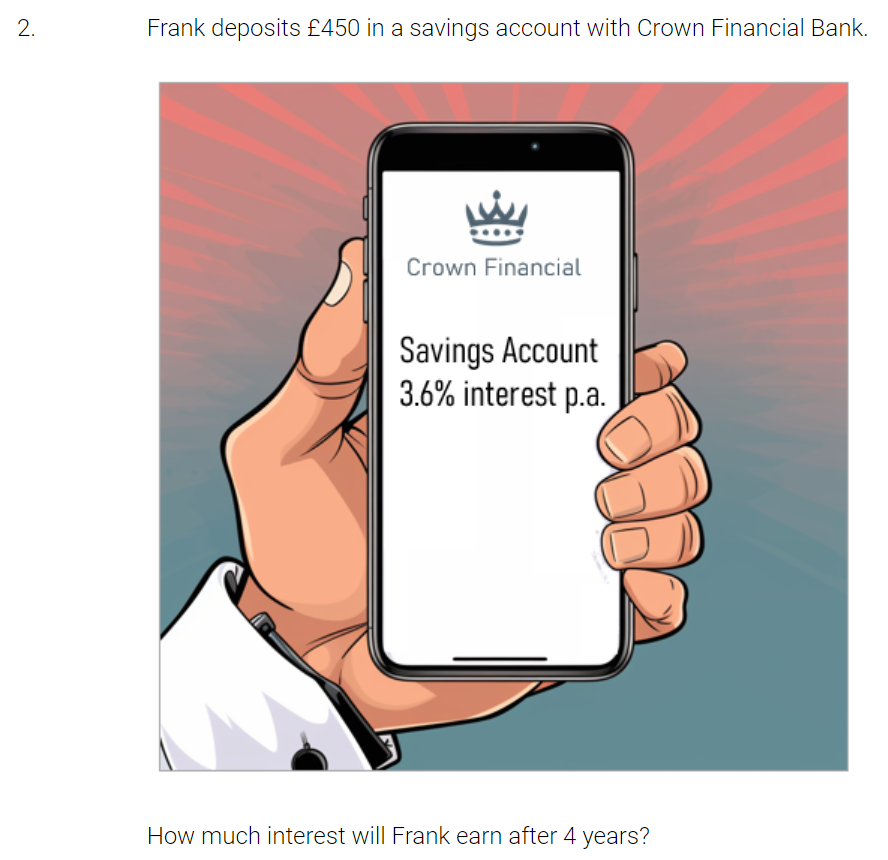 2. Frank deposits £450 in a savings account with Crown Financial Bank.
Crown Financial
Savings Account
3.6% interest p.a.
How much interest will Frank earn after 4 years?